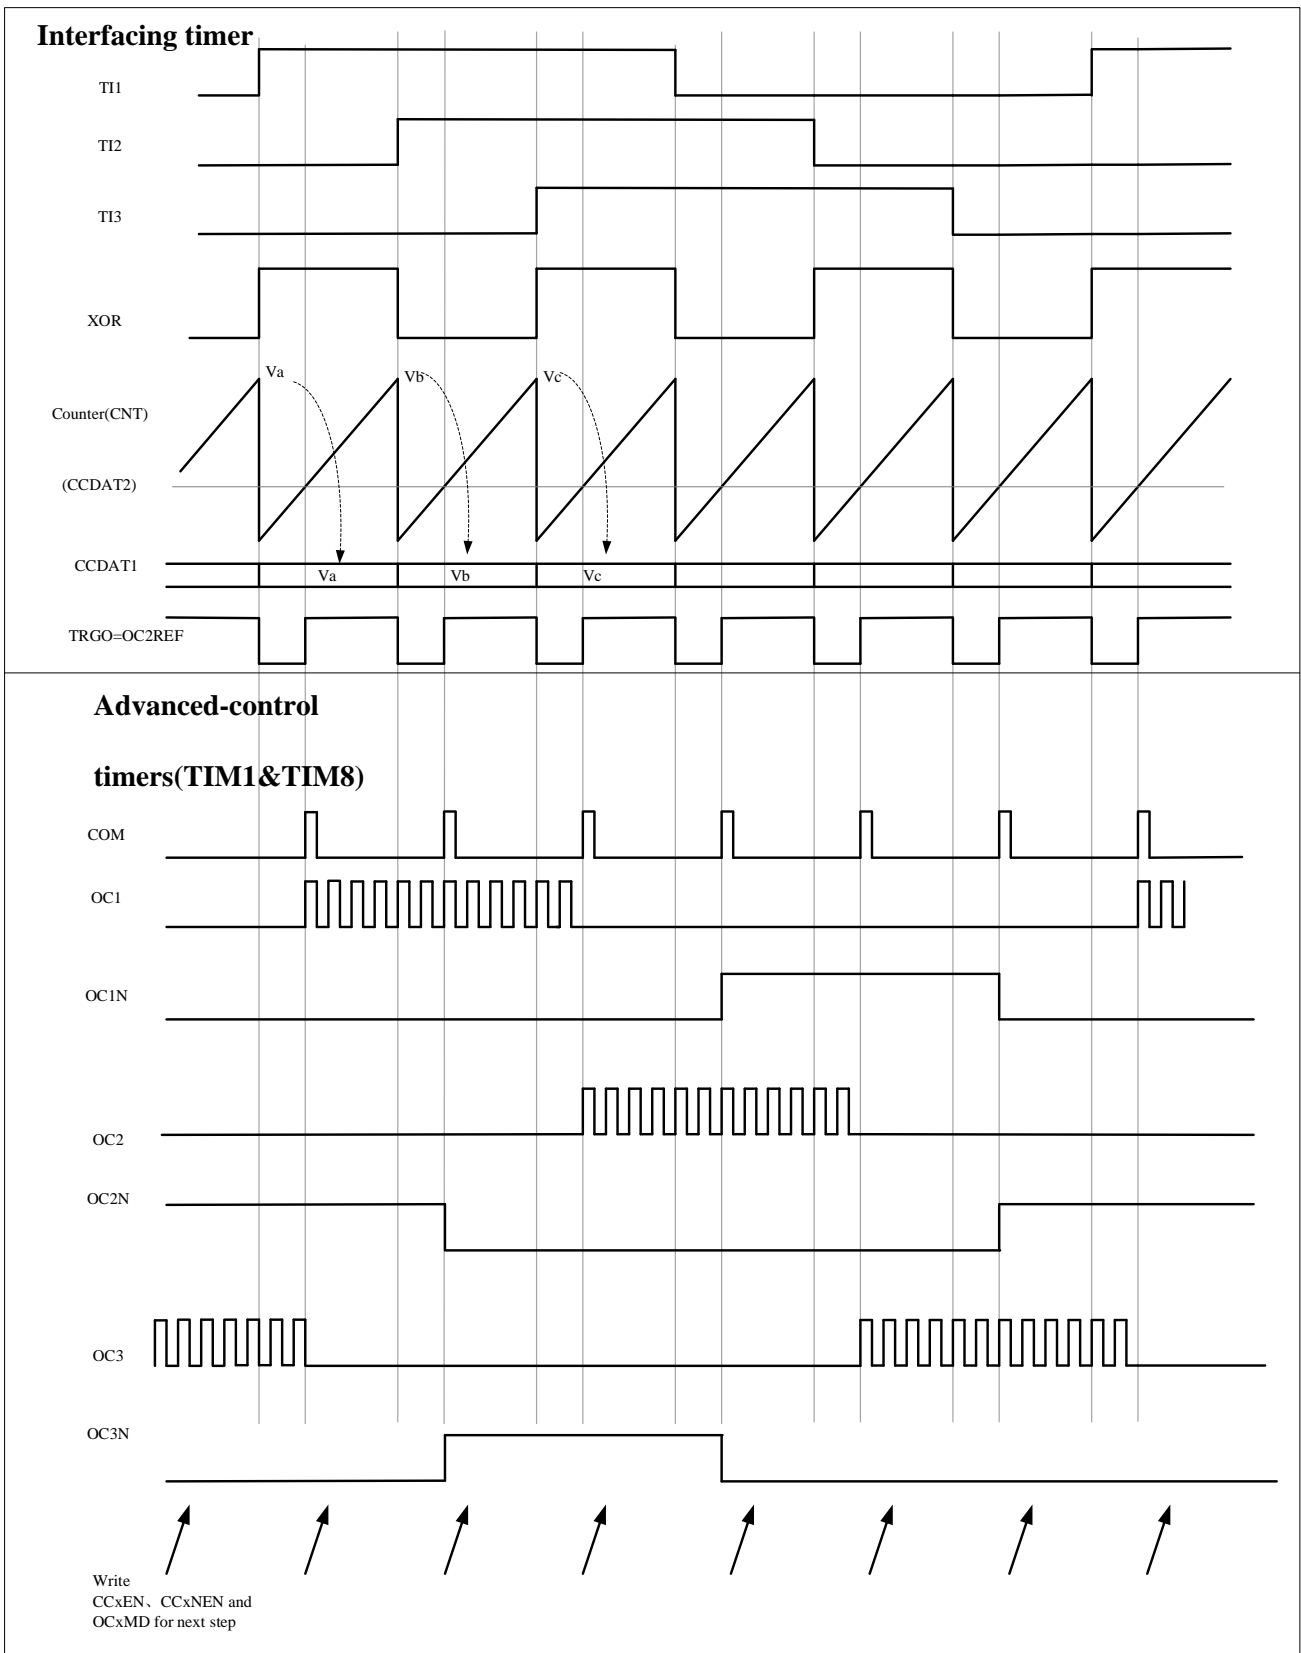 Interfacing timer
TI1
TI2
TI3
XOR
Va
Vb
Vc
Counter(CNT)
(CCDAT2)
CCDAT1
Va
Vb
Vc
TRGO=OC2REF
Advanced-control
timers(TIM1&TIM8)
COM
OC1
OC1N
OC2
OC2N
OC3
OC3N
Write
CCxEN、CCxNEN and
OCxMD for next step